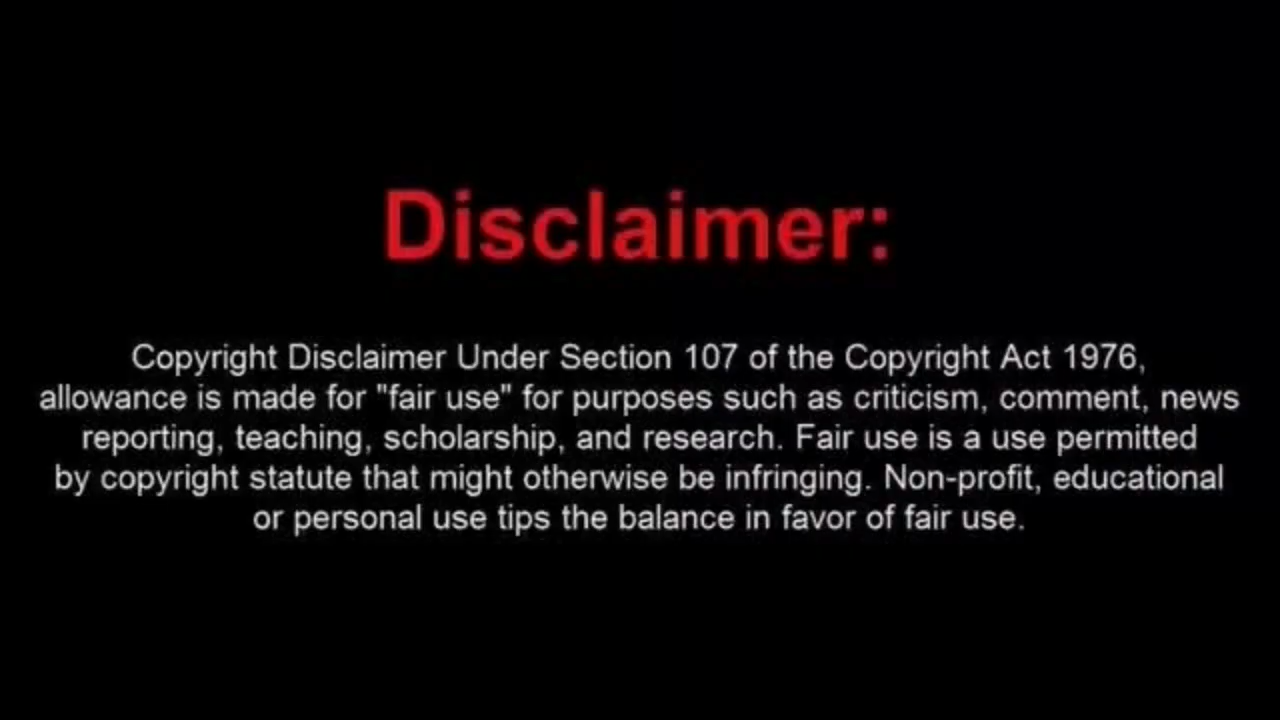 Disclaimer:
Copyright Disclaimer Under Section 107 of the Copyright Act 1976,
allowance is made for "fair use" for purposes such as criticism, comment, news
reporting, teaching, scholarship, and research. Fair use is a use permitted
by copyright statute that might otherwise be infringing. Non-profit, educational
or personal use tips the balance in favor of fair use.